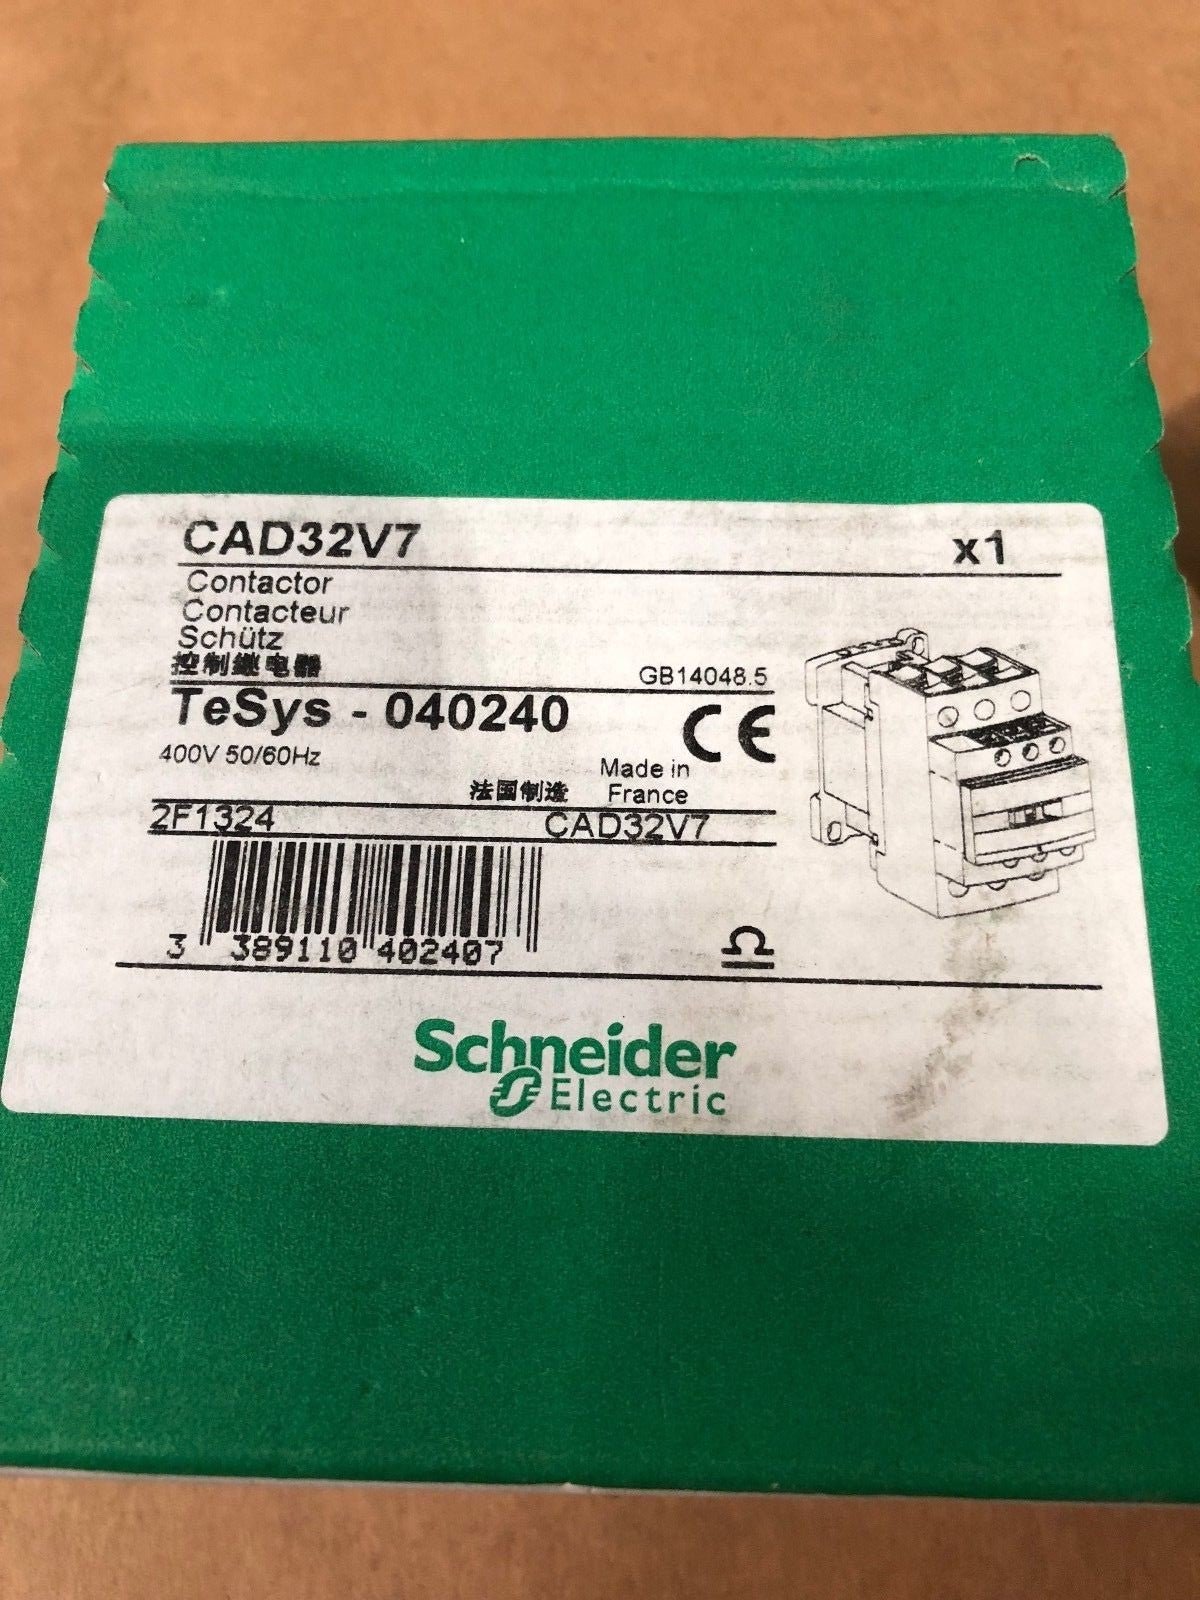 CAD32V7 x1
Contactor
Contacteur
Schütz
控制继电器
GB14048.5
TeSys - 040240
CE
400V 50/60Hz
法国制造 Made in
France
2F1324 CAD32V7
3 389110 402407
Schneider
Electric